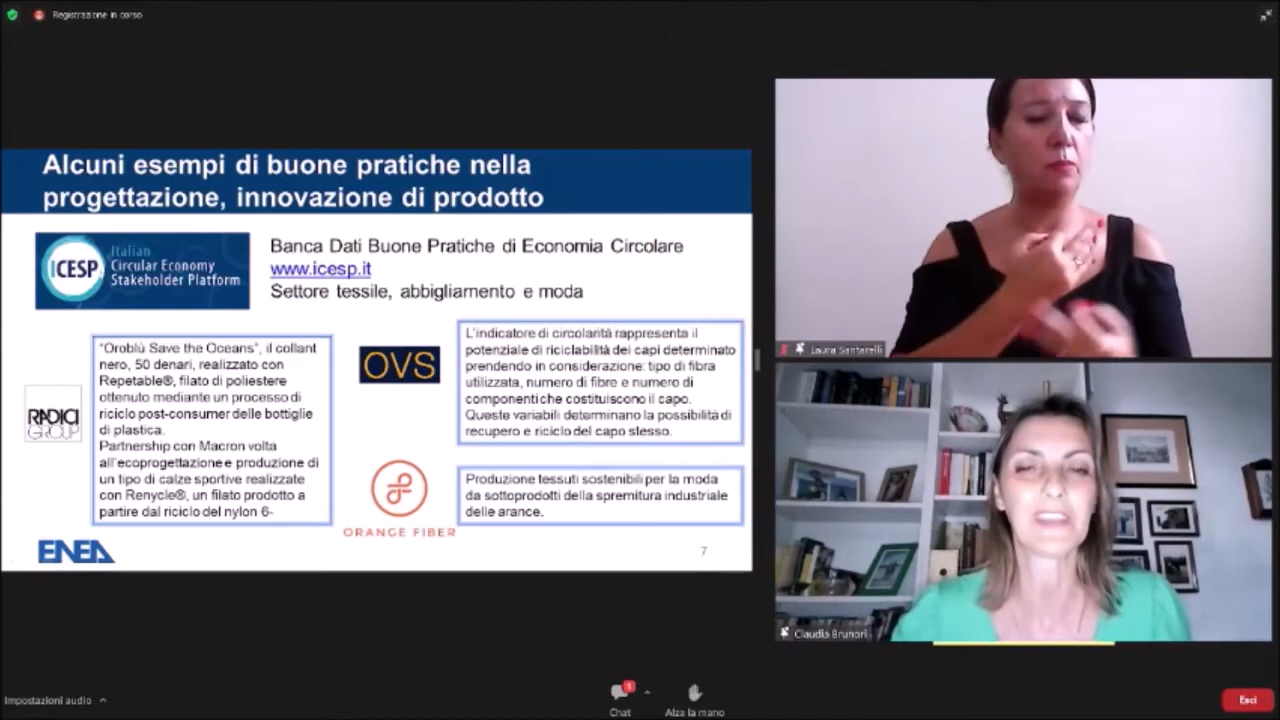 Registrazione in corso
Alcuni esempi di buone pratiche nella
progettazione, innovazione di prodotto
ICESP
Italian
Circular Economy
Stakeholder Platform
Banca Dati Buone Pratiche di Economia Circolare
www.icesp.it
Settore tessile, abbigliamento e moda
RADICI
GROUP
"Oroblù Save the Oceans", il collant
nero, 50 denari, realizzato con
Repetable®, filato di poliestere
ottenuto mediante un processo di
riciclo post-consumer delle bottiglie
di plastica.
Partnership con Macron volta
all'ecoprogettazione e produzione di
un tipo di calze sportive realizzate
con Renycle®, un filato prodotto a
partire dal riciclo del nylon 6-
OVS
L'indicatore di circolarità rappresenta il
potenziale di riciclabilità dei capi determinato
prendendo in considerazione: tipo di fibra
utilizzata, numero di fibre e numero di
componenti che costituiscono il capo.
Queste variabili determinano la possibilità di
recupero e riciclo del capo stesso.
ORANGE FIBER
Produzione tessuti sostenibili per la moda
da sottoprodotti della spremitura industriale
delle arance.
ENEA
7
Laura Santarelli
Claudia Brunori
Impostazioni audio
1
Chat
Alza la mano
Esci